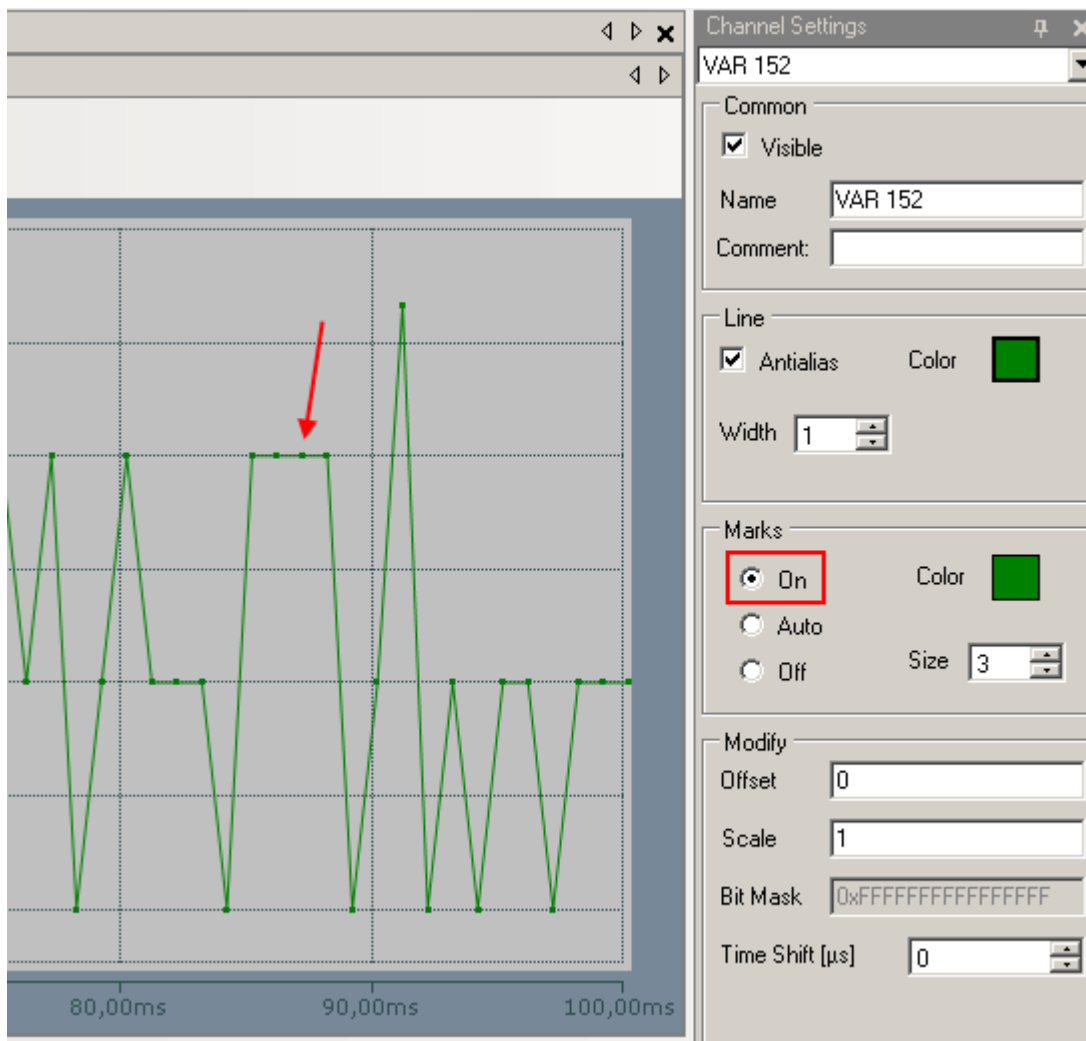 Channel Settings
VAR 152
Common
Visible
Name VAR 152
Comment:
Line
Antialias Color
Width 1
Marks
On Color
Auto
Off Size 3
Modify
Offset 0
Scale 1
Bit Mask 0xFFFFFFFFFFFFFFFF
Time Shift [µs] 0
80,00ms 90,00ms 100,00ms